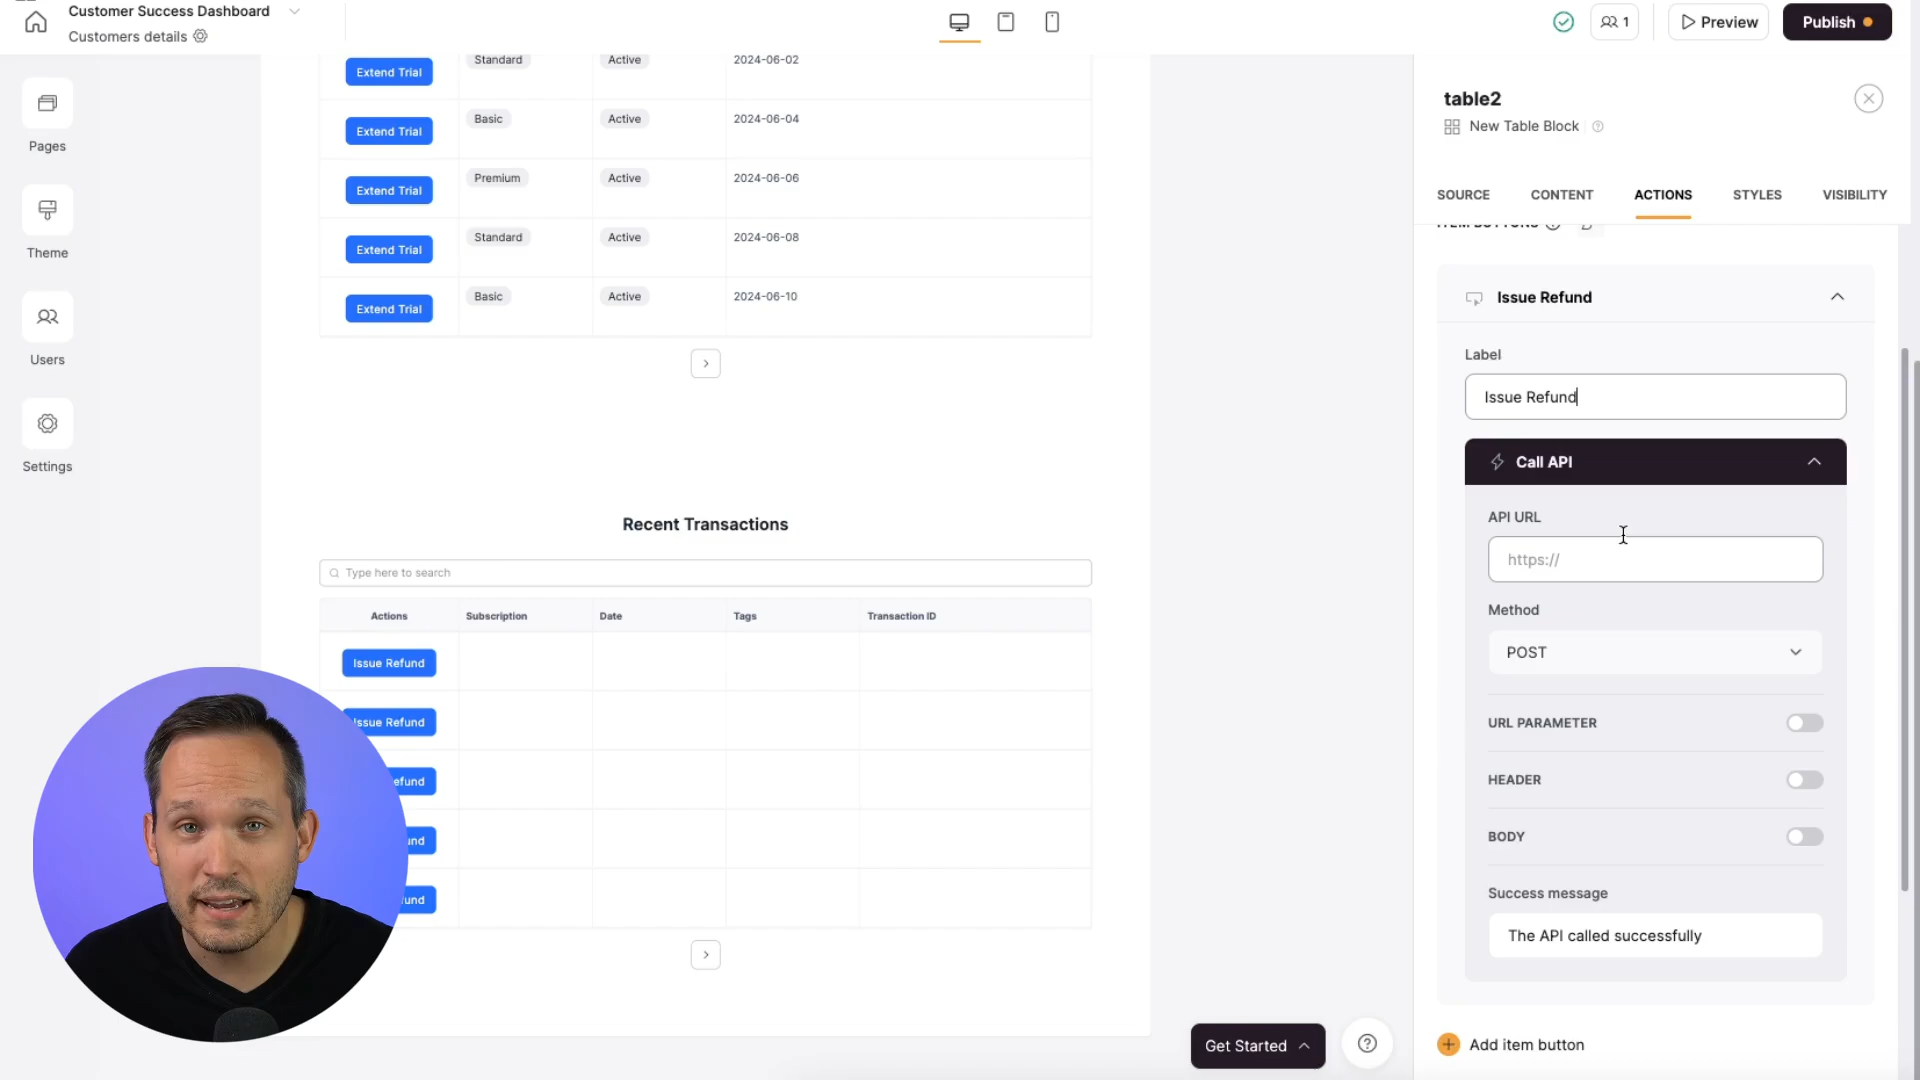 Customer Success Dashboard
Customers details
1
Preview
Publish
Pages
Theme
Users
Settings
Extend Trial Standard Active 2024-06-02
Extend Trial Basic Active 2024-06-04
Extend Trial Premium Active 2024-06-06
Extend Trial Standard Active 2024-06-08
Extend Trial Basic Active 2024-06-10
Recent Transactions
Type here to search
Actions Subscription Date Tags Transaction ID
Issue Refund
Issue Refund
efund
und
und
table2
New Table Block
SOURCE CONTENT ACTIONS STYLES VISIBILITY
ITEM BUTTONS
Issue Refund
Label
Issue Refund
Call API
API URL
https://
Method
POST
URL PARAMETER
HEADER
BODY
Success message
The API called successfully
Add item button
Get Started